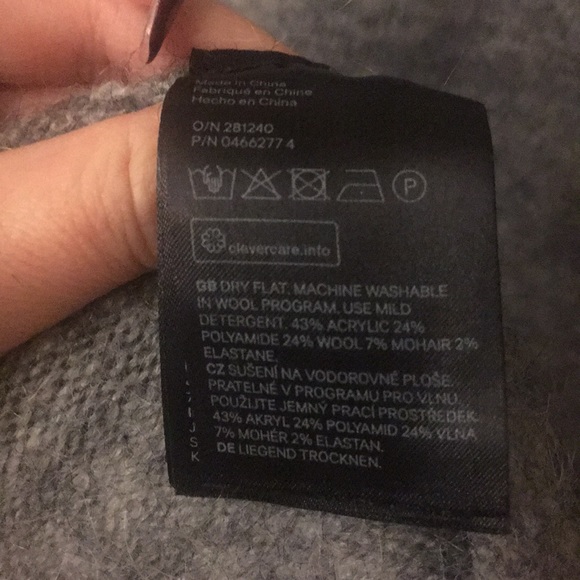 Made in China
Fabriqué en Chine
Hecho en China
O/N 281240
P/N 0466277 4
P
clevercare.info
GB DRY FLAT. MACHINE WASHABLE
IN WOOL PROGRAM. USE MILD
DETERGENT. 43% ACRYLIC 24%
POLYAMIDE 24% WOOL 7% MOHAIR 2%
ELASTANE.
CZ SUŠENÍ NA VODOROVNÉ PLOŠE.
PRATELNÉ V PROGRAMU PRO VLNU.
POUŽIJTE JEMNÝ PRACÍ PROSTŘEDEK.
43% AKRYL 24% POLYAMID 24% VLNA
7% MOHÉR 2% ELASTAN.
DE LIEGEND TROCKNEN.
J
S
K